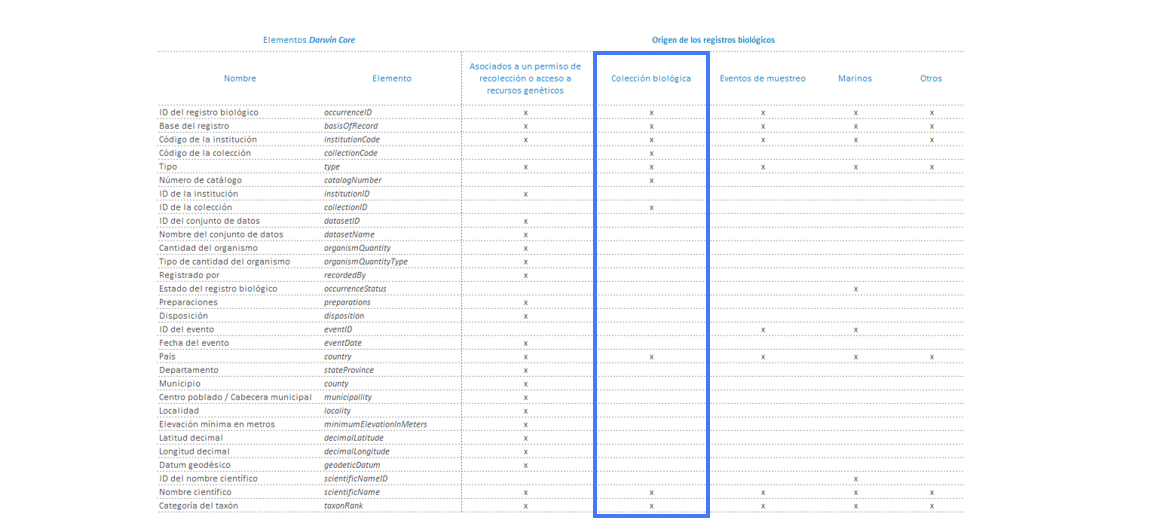 Elementos Darwin Core Origen de los registros biológicos
Asociados a un permiso de
Nombre Elemento recolección o acceso a Colección biológica Eventos de muestreo Marinos Otros
recursos genéticos
ID del registro biológico occurrenceID x x x x x
Base del registro basisOfRecord x x x x x
Código de la institución institutionCode x x x x x
Código de la colección collectionCode x
Tipo type x x x x x
Número de catálogo catalogNumber x
ID de la institución institutionID x
ID de la colección collectionID x
ID del conjunto de datos datasetID x
Nombre del conjunto de datos datasetName x
Cantidad del organismo organismQuantity x
Tipo de cantidad del organismo organismQuantityType x
Registrado por recordedBy x
Estado del registro biológico occurrenceStatus x
Preparaciones preparations x
Disposición disposition x
ID del evento eventID x x
Fecha del evento eventDate x
País country x x x x x
Departamento stateProvince x
Municipio county x
Centro poblado / Cabecera municipal municipallity x
Localidad locality x
Elevación mínima en metros minimumElevationInMeters x
Latitud decimal decimalLatitude x
Longitud decimal decimalLongitude x
Datum geodésico geodeticDatum x
ID del nombre científico scientificNameID x
Nombre científico scientificName x x x x x
Categoría del taxón taxonRank x x x x x